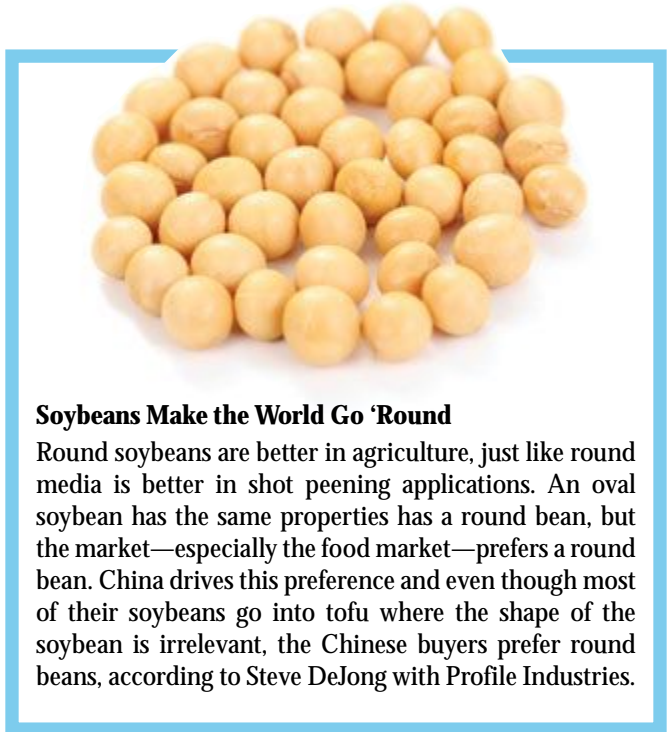 Soybeans Make the World Go ‘Round
Round soybeans are better in agriculture, just like round
media is better in shot peening applications. An oval
soybean has the same properties has a round bean, but
the market—especially the food market—prefers a round
bean. China drives this preference and even though most
of their soybeans go into tofu where the shape of the
soybean is irrelevant, the Chinese buyers prefer round
beans, according to Steve DeJong with Profile Industries.